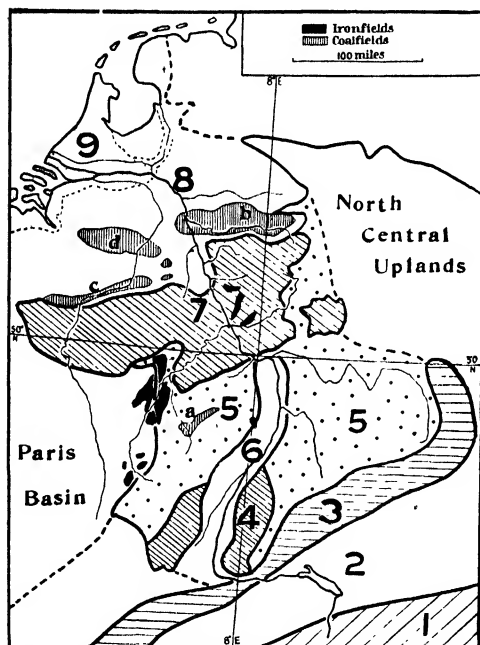 Ironfields
Coalfields
100 miles
8°E
9
8
b
North
Central
Uplands
d
c
7
50°
N
50
N
a
5
5
Paris
Basin
6
4
3
2
1
8°E